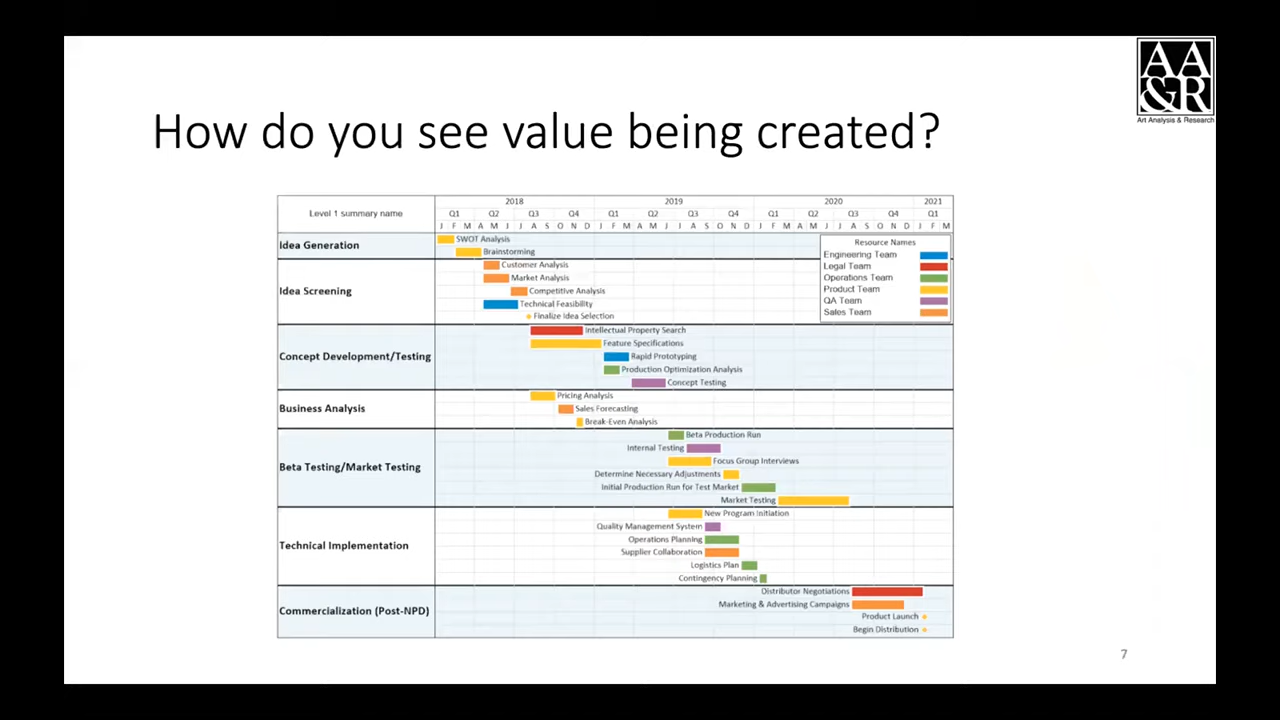 AA
&R
Art Analysis & Research
How do you see value being created?
Level 1 summary name
2018 2019 2020 2021
Q1 Q2 Q3 Q4 Q1 Q2 Q3 Q4 Q1 Q2 Q3 Q4 Q1
J F M A M J J A S O N D J F M A M J J A S O N D J F M A M J J A S O N D J F M
Idea Generation
SWOT Analysis
Brainstorming
Resource Names
Engineering Team
Legal Team
Operations Team
Product Team
QA Team
Sales Team
Idea Screening
Customer Analysis
Market Analysis
Competitive Analysis
Technical Feasibility
Finalize Idea Selection
Concept Development/Testing
Intellectual Property Search
Feature Specifications
Rapid Prototyping
Production Optimization Analysis
Concept Testing
Business Analysis
Pricing Analysis
Sales Forecasting
Break-Even Analysis
Beta Testing/Market Testing
Beta Production Run
Internal Testing
Focus Group Interviews
Determine Necessary Adjustments
Initial Production Run for Test Market
Market Testing
Technical Implementation
New Program Initiation
Quality Management System
Operations Planning
Supplier Collaboration
Logistics Plan
Contingency Planning
Commercialization (Post-NPD)
Distributor Negotiations
Marketing & Advertising Campaigns
Product Launch
Begin Distribution
7